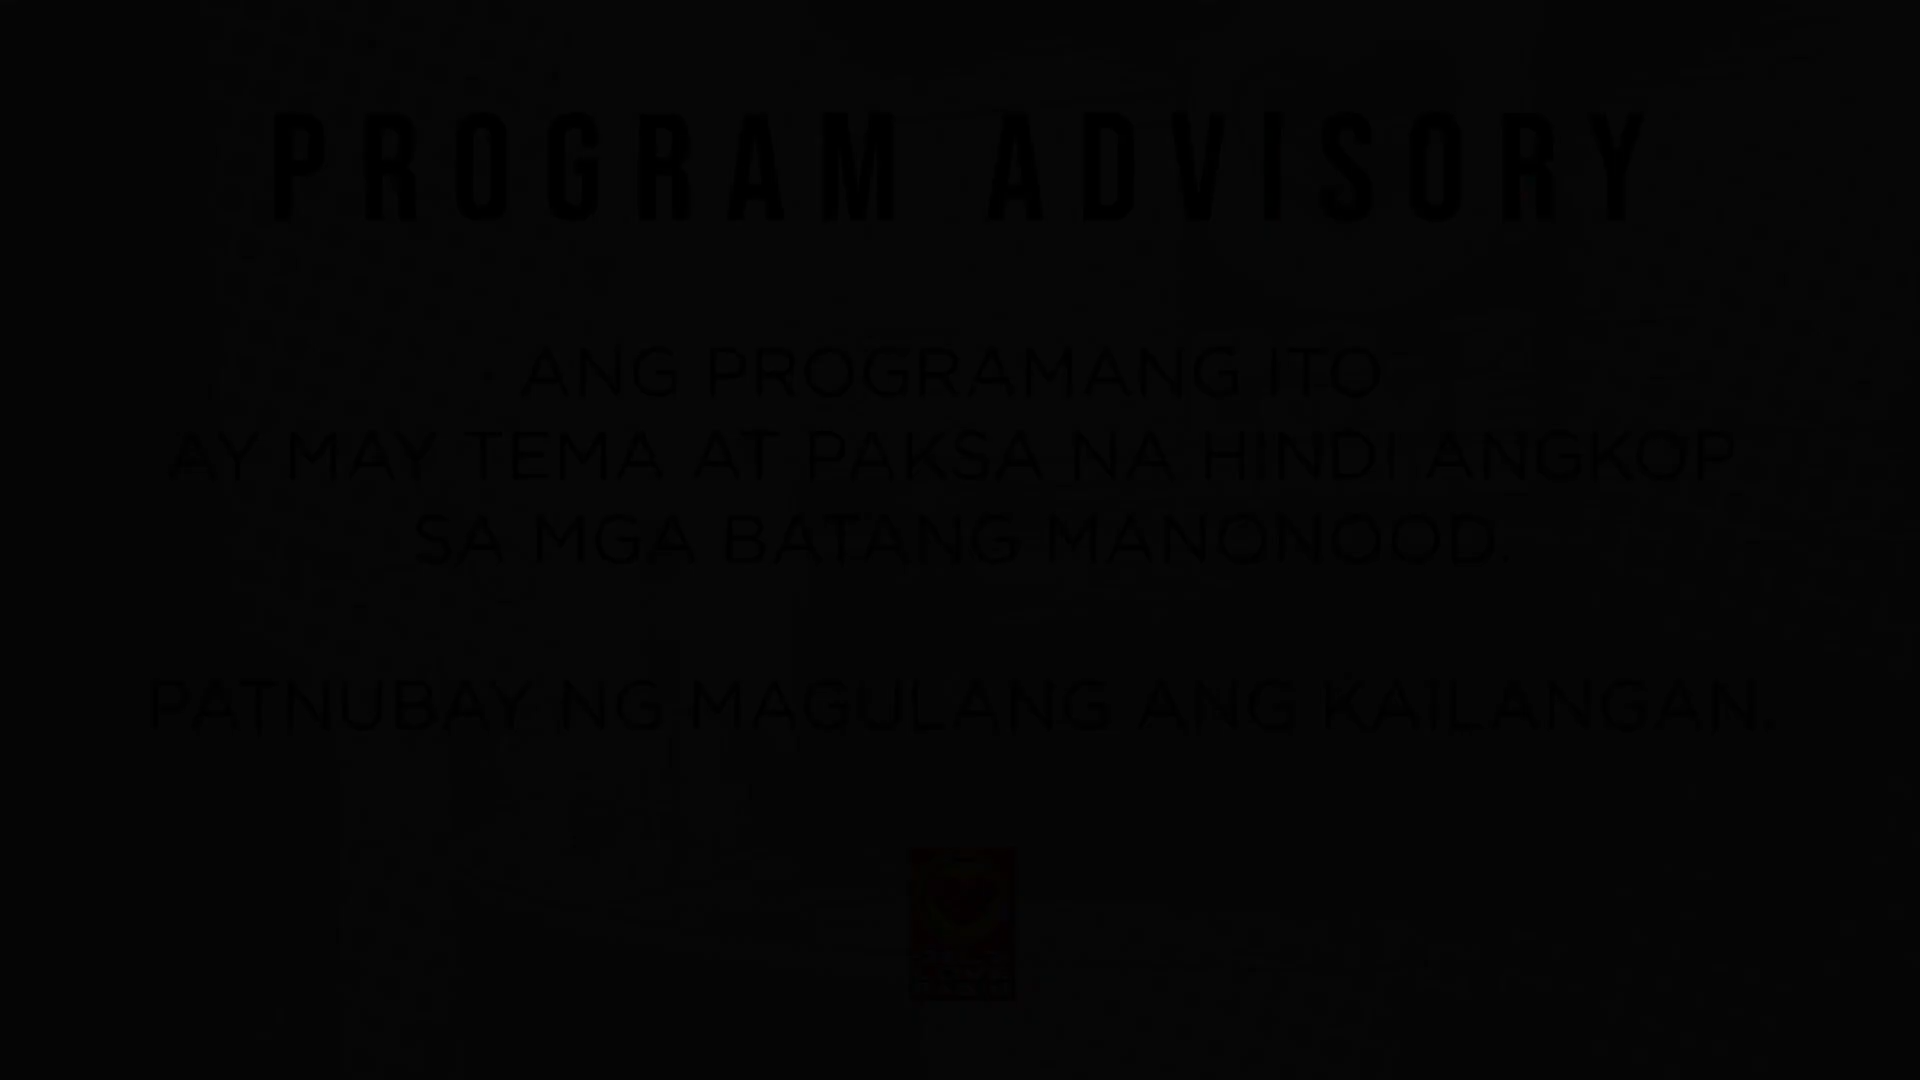 PROGRAM ADVISORY
ANG PROGRAMANG ITO
AY MAY TEMA AT PAKSA NA HINDI ANGKOP
SA MGA BATANG MANONOOD.
PATNUBAY NG MAGULANG ANG KAILANGAN.